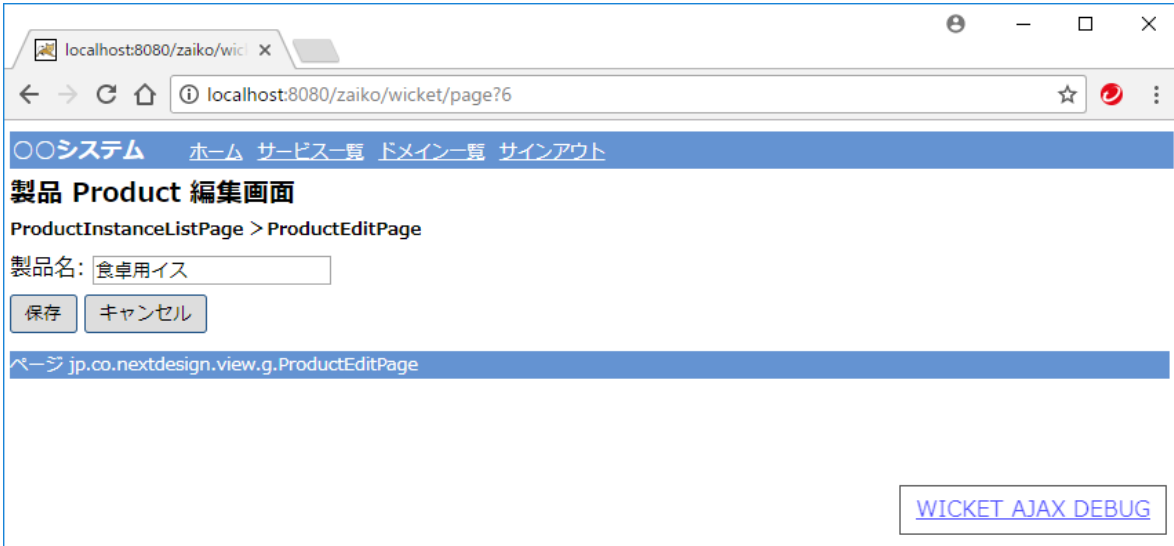 localhost:8080/zaiko/wic
localhost:8080/zaiko/wicket/page?6
○○システム ホーム サービス一覧 ドメイン一覧 サインアウト
製品 Product 編集画面
ProductInstanceListPage >ProductEditPage
製品名: 食卓用イス
保存 キャンセル
ページ jp.co.nextdesign.view.g.ProductEditPage
WICKET AJAX DEBUG